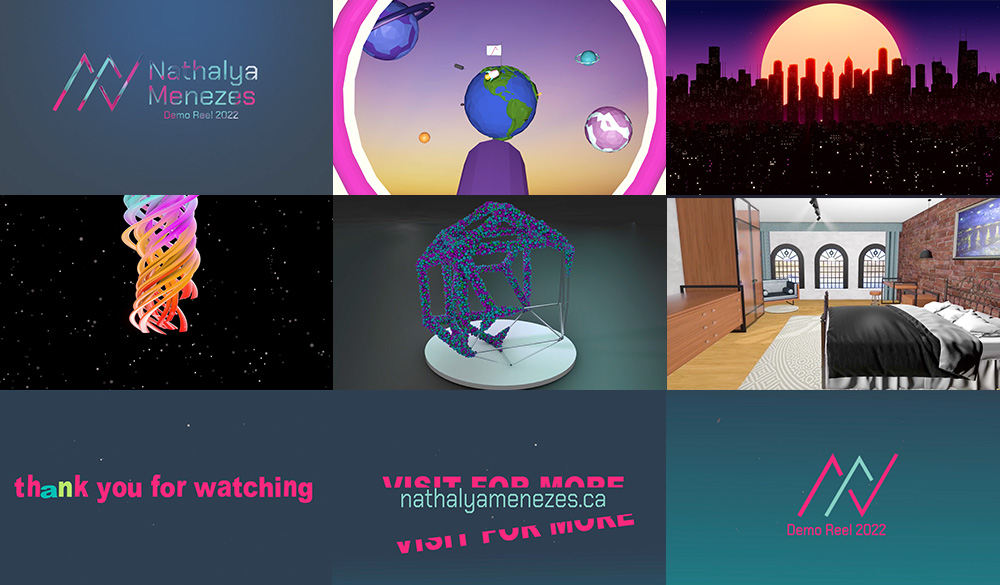 Nathalya
Menezes
Demo Reel 2022
thank you for watching
VISIT FOR MORE
nathalyamenezes.ca
VISIT FOR MORE
Demo Reel 2022